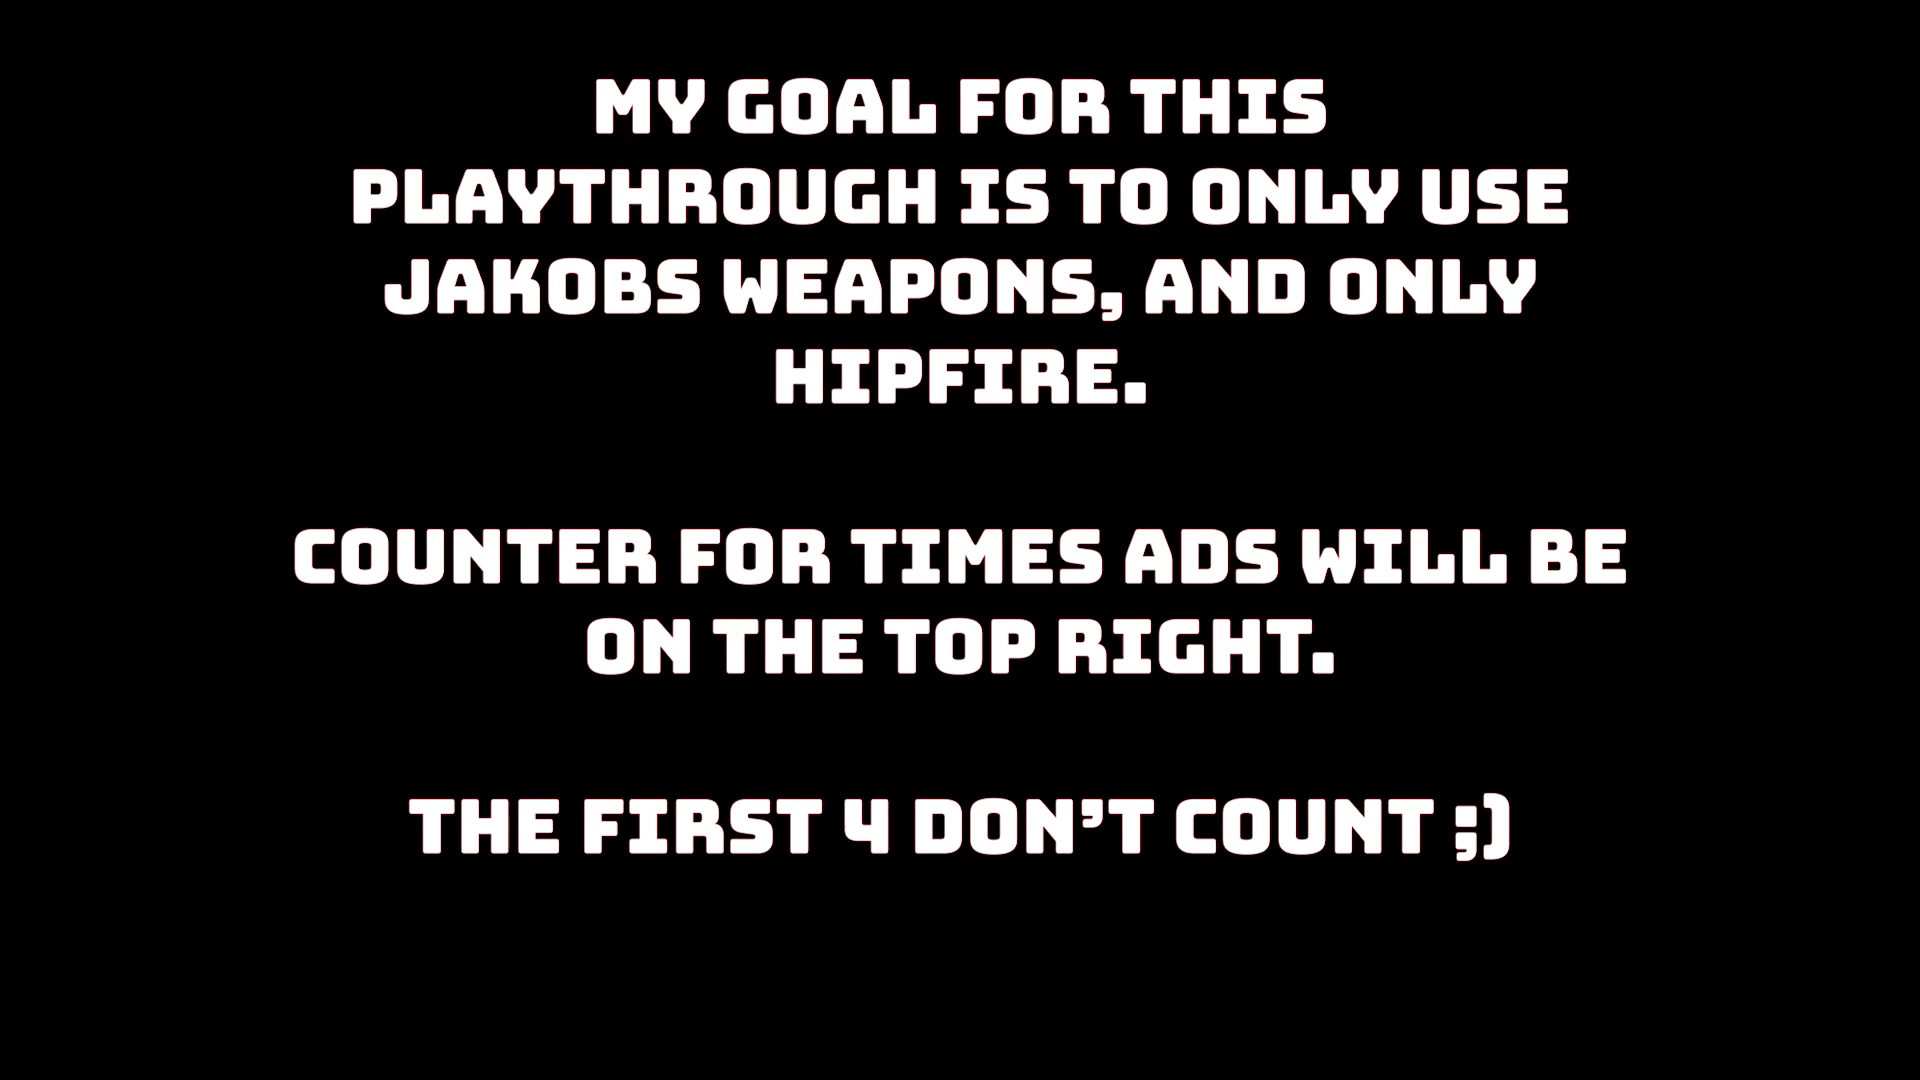 MY GOAL FOR THIS
PLAYTHROUGH IS TO ONLY USE
JAKOBS WEAPONS, AND ONLY
HIPFIRE.
COUNTER FOR TIMES ADS WILL BE
ON THE TOP RIGHT.
THE FIRST 4 DON'T COUNT ;)